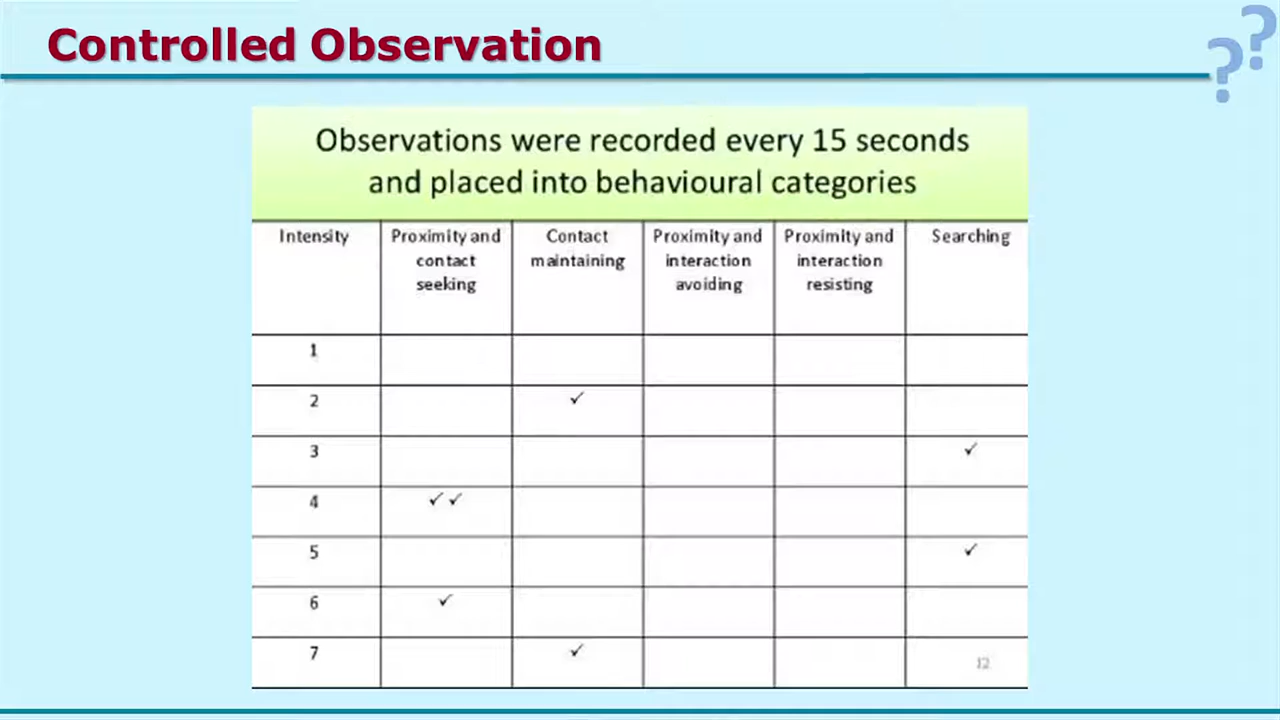 Controlled Observation
??
Observations were recorded every 15 seconds
and placed into behavioural categories
Intensity
Proximity and
contact
seeking
Contact
maintaining
Proximity and
interaction
avoiding
Proximity and
interaction
resisting
Searching
1
2 ✓
3 ✓
4 ✓✓
5 ✓
6 ✓
7 ✓
12